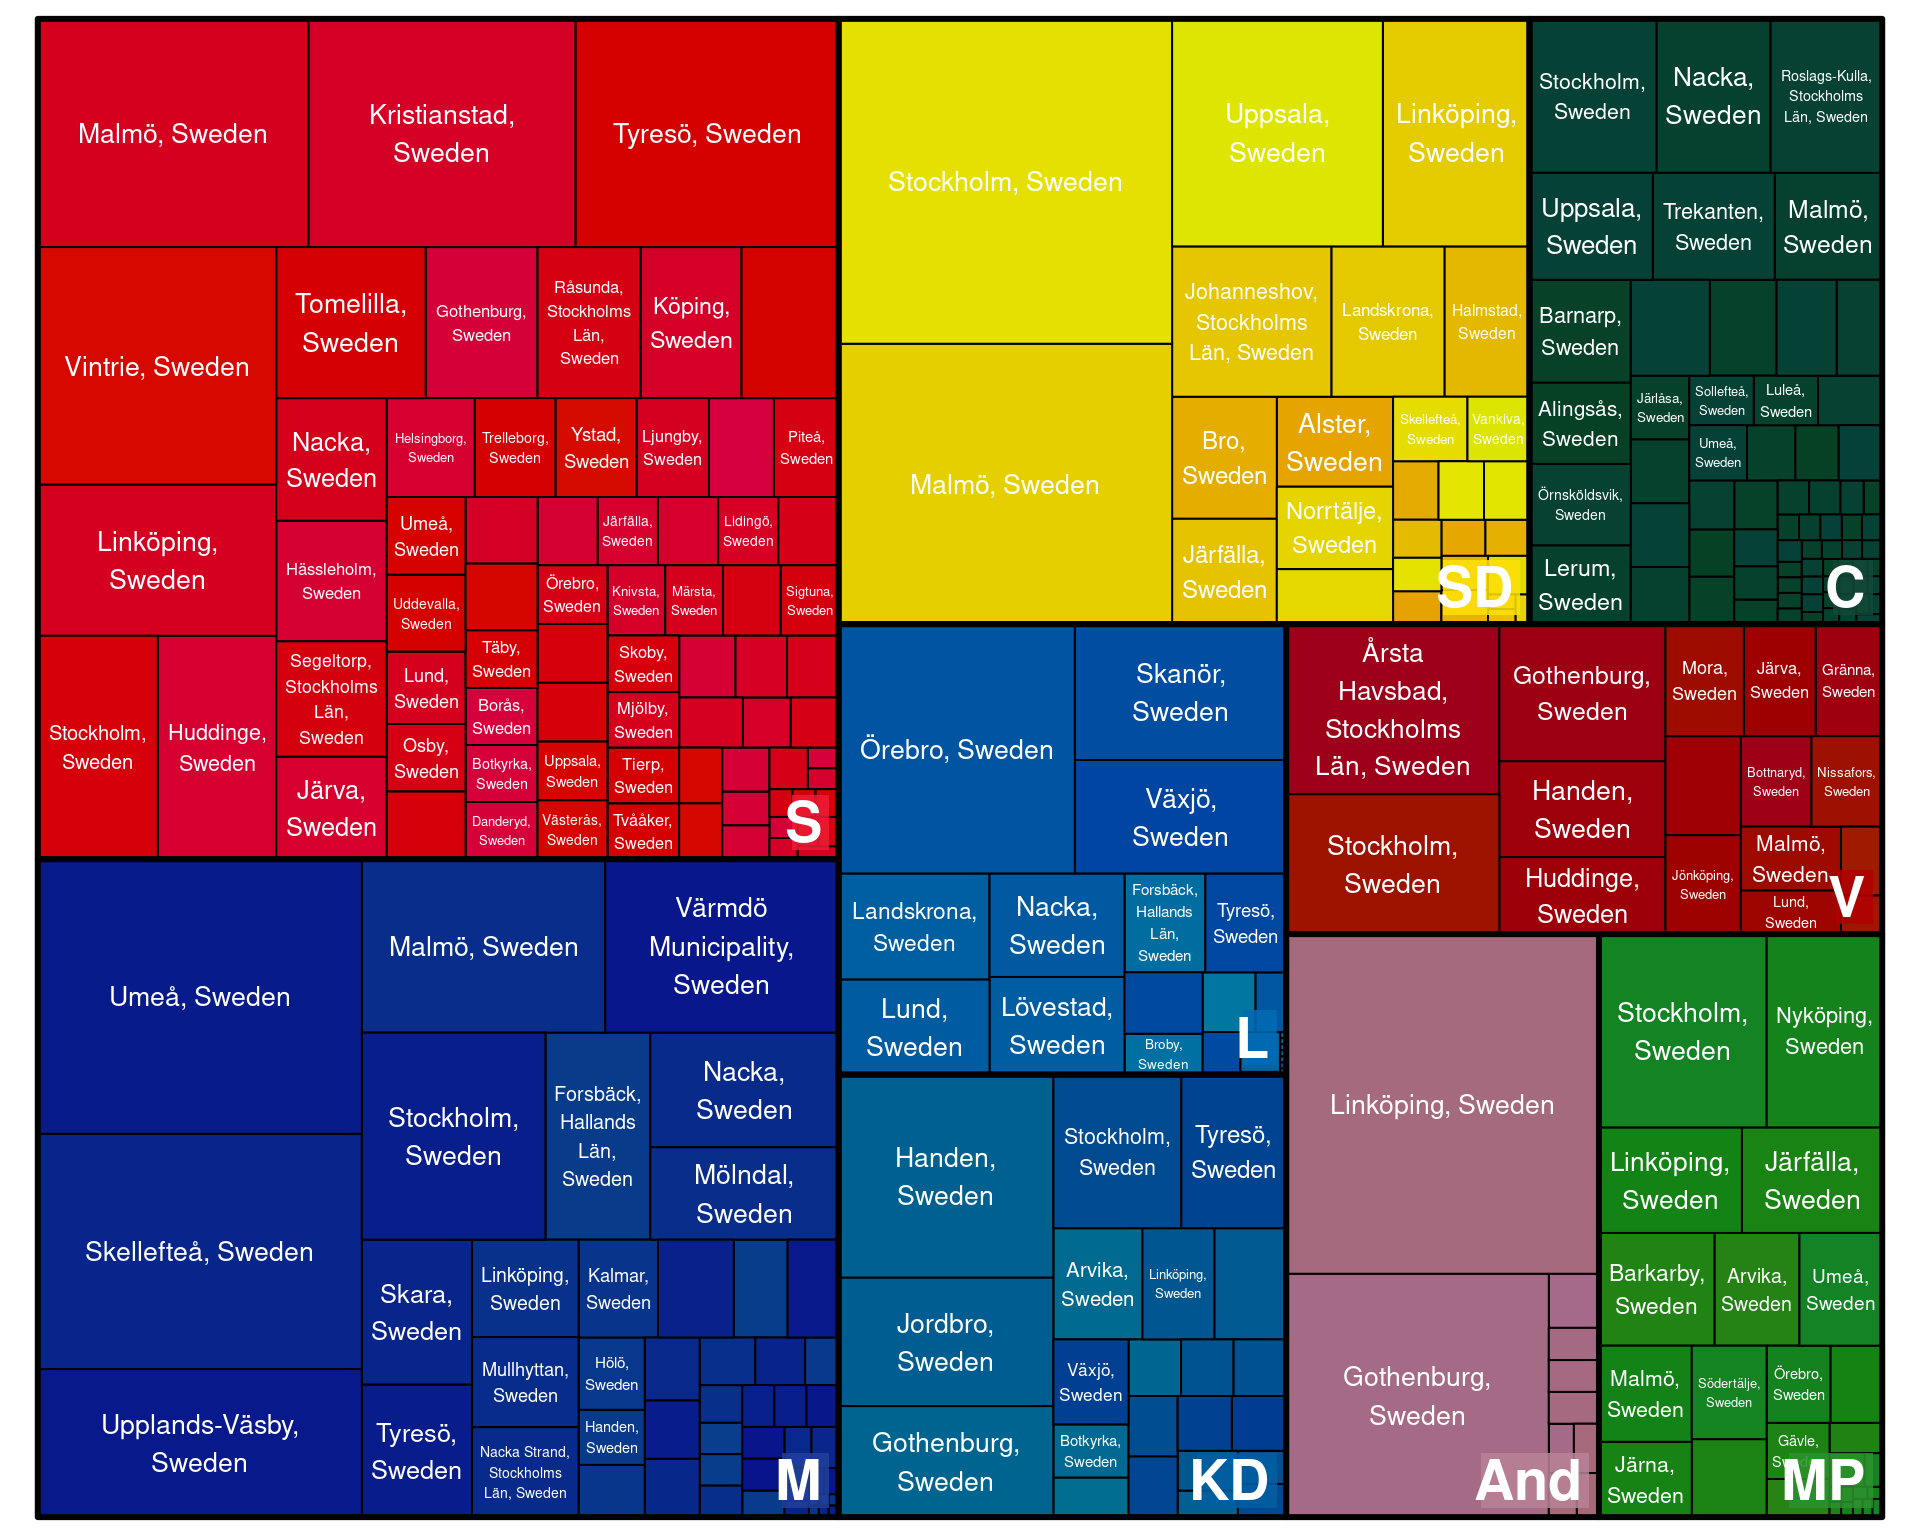 Malmö, Sweden
Kristianstad,
Sweden
Tyresö, Sweden
Vintrie, Sweden
Linköping,
Sweden
Stockholm,
Sweden
Huddinge,
Sweden
Tomelilla,
Sweden
Gothenburg,
Sweden
Råsunda,
Stockholms
Län,
Sweden
Köping,
Sweden
Nacka,
Sweden
Hässleholm,
Sweden
Segeltorp,
Stockholms
Län,
Sweden
Järva,
Sweden
Helsingborg,
Sweden
Trelleborg,
Sweden
Ystad,
Sweden
Ljungby,
Sweden
Piteå,
Sweden
Umeå,
Sweden
Uddevalla,
Sweden
Lund,
Sweden
Osby,
Sweden
Järfälla,
Sweden
Lidingö,
Sweden
Täby,
Sweden
Borås,
Sweden
Botkyrka,
Sweden
Danderyd,
Sweden
Örebro,
Sweden
Uppsala,
Sweden
Västerås,
Sweden
Knivsta,
Sweden
Märsta,
Sweden
Sigtuna,
Sweden
Skoby,
Sweden
Mjölby,
Sweden
Tierp,
Sweden
Tvååker,
Sweden
S
Umeå, Sweden
Skellefteå, Sweden
Upplands-Väsby,
Sweden
Malmö, Sweden
Värmdö
Municipality,
Sweden
Stockholm,
Sweden
Forsbäck,
Hallands
Län,
Sweden
Nacka,
Sweden
Mölndal,
Sweden
Skara,
Sweden
Tyresö,
Sweden
Linköping,
Sweden
Mullhyttan,
Sweden
Nacka Strand,
Stockholms
Län, Sweden
Kalmar,
Sweden
Hölö,
Sweden
Handen,
Sweden
M
Stockholm, Sweden
Malmö, Sweden
Uppsala,
Sweden
Linköping,
Sweden
Johanneshov,
Stockholms
Län, Sweden
Landskrona,
Sweden
Halmstad,
Sweden
Bro,
Sweden
Järfälla,
Sweden
Alster,
Sweden
Norrtälje,
Sweden
Skellefteå,
Sweden
Vankiva,
Sweden
SD
Stockholm,
Sweden
Nacka,
Sweden
Roslags-Kulla,
Stockholms
Län, Sweden
Uppsala,
Sweden
Trekanten,
Sweden
Malmö,
Sweden
Barnarp,
Sweden
Alingsås,
Sweden
Örnsköldsvik,
Sweden
Lerum,
Sweden
Järlåsa,
Sweden
Sollefteå,
Sweden
Luleå,
Sweden
Umeå,
Sweden
C
Örebro, Sweden
Skanör,
Sweden
Växjö,
Sweden
Landskrona,
Sweden
Lund,
Sweden
Nacka,
Sweden
Lövestad,
Sweden
Forsbäck,
Hallands
Län,
Sweden
Tyresö,
Sweden
Broby,
Sweden
L
Handen,
Sweden
Jordbro,
Sweden
Gothenburg,
Sweden
Stockholm,
Sweden
Tyresö,
Sweden
Arvika,
Sweden
Linköping,
Sweden
Växjö,
Sweden
Botkyrka,
Sweden
KD
Årsta
Havsbad,
Stockholms
Län, Sweden
Stockholm,
Sweden
Gothenburg,
Sweden
Handen,
Sweden
Huddinge,
Sweden
Mora,
Sweden
Järva,
Sweden
Gränna,
Sweden
Bottnaryd,
Sweden
Nissafors,
Sweden
Jönköping,
Sweden
Malmö,
Sweden
Lund,
Sweden
V
Linköping, Sweden
Gothenburg,
Sweden
And
Stockholm,
Sweden
Nyköping,
Sweden
Linköping,
Sweden
Järfälla,
Sweden
Barkarby,
Sweden
Arvika,
Sweden
Umeå,
Sweden
Malmö,
Sweden
Järna,
Sweden
Södertälje,
Sweden
Örebro,
Sweden
Gävle,
Sweden
MP